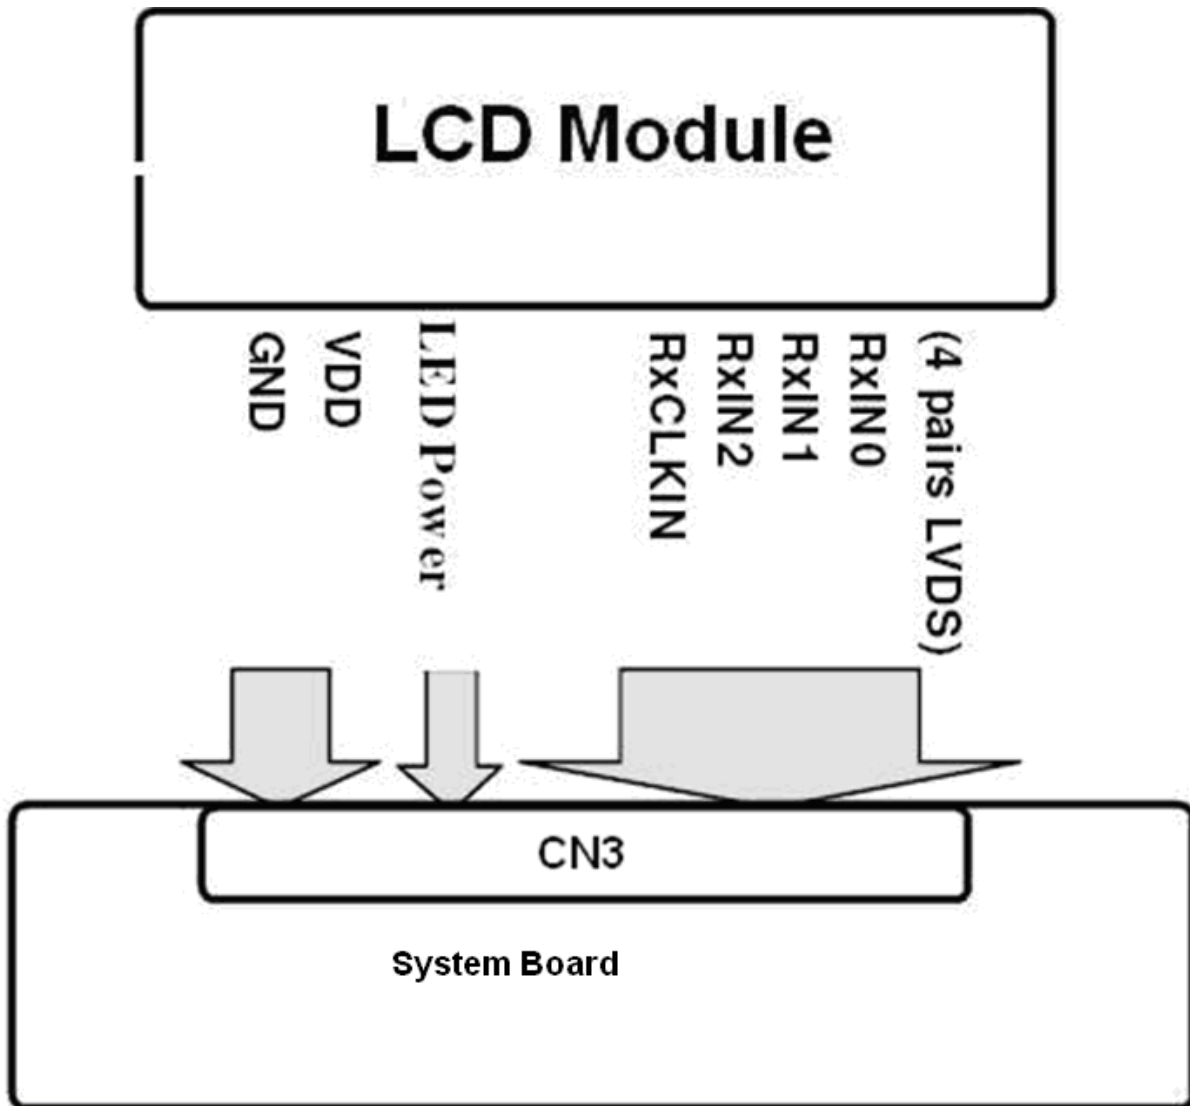 LCD Module
GND
VDD
LED Power
RxCLKIN
RxIN2
RxIN1
RxIN0
(4 pairs LVDS)
CN3
System Board